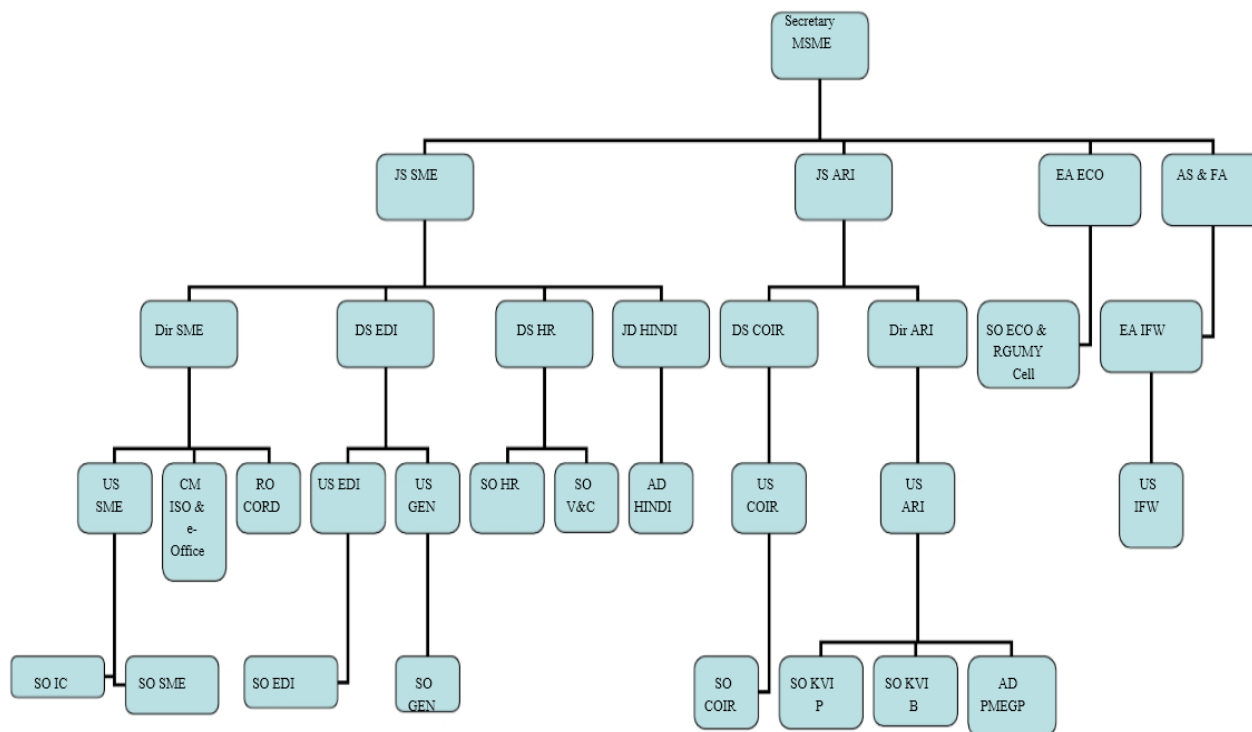 Secretary
MSME
JS SME
JS ARI
EA ECO
AS & FA
Dir SME
DS EDI
DS HR
JD HINDI
DS COIR
Dir ARI
SO ECO &
RGUMY
Cell
EA IFW
US
SME
CM
ISO &
e-
Office
RO
CORD
US EDI
US
GEN
SO HR
SO
V&C
AD
HINDI
US
COIR
US
ARI
US
IFW
SO IC
SO SME
SO EDI
SO
GEN
SO
COIR
SO KVI
P
SO KVI
B
AD
PMEGP